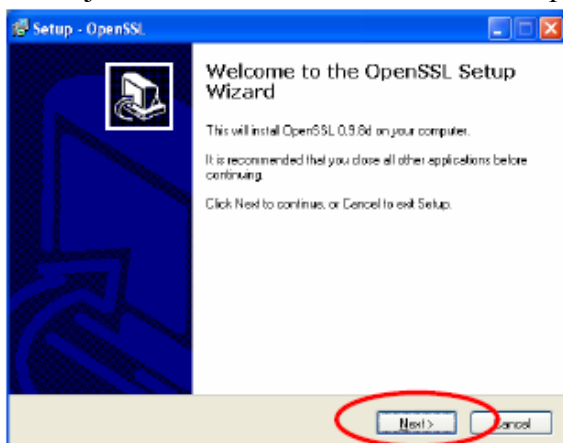 Setup - OpenSSL
Welcome to the OpenSSL Setup
Wizard
This will install OpenSSL 0.9.8d on your computer.
It is recommended that you close all other applications before
continuing.
Click Next to continue, or Cancel to exit Setup.
Next >
Cancel